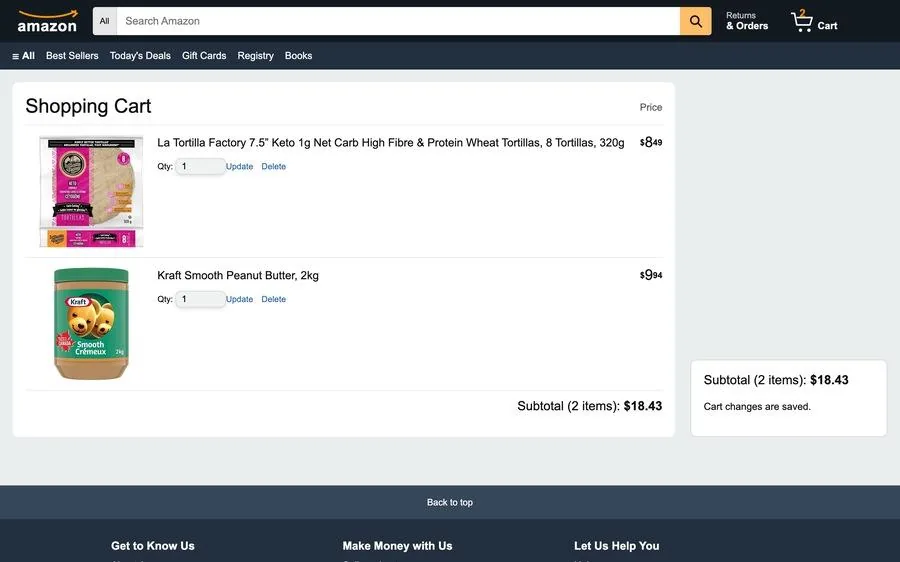 amazon
All
Search Amazon
Returns
& Orders
2
Cart
≡ All Best Sellers Today's Deals Gift Cards Registry Books
Shopping Cart
Price
La Tortilla Factory 7.5" Keto 1g Net Carb High Fibre & Protein Wheat Tortillas, 8 Tortillas, 320g
$849
Qty: 1 Update Delete
KETO
TORTILLAS
8
Kraft Smooth Peanut Butter, 2kg
$994
Qty: 1 Update Delete
Kraft
Smooth
Crémeux
2kg
Subtotal (2 items): $18.43
Subtotal (2 items): $18.43
Cart changes are saved.
Back to top
Get to Know Us
Make Money with Us
Let Us Help You